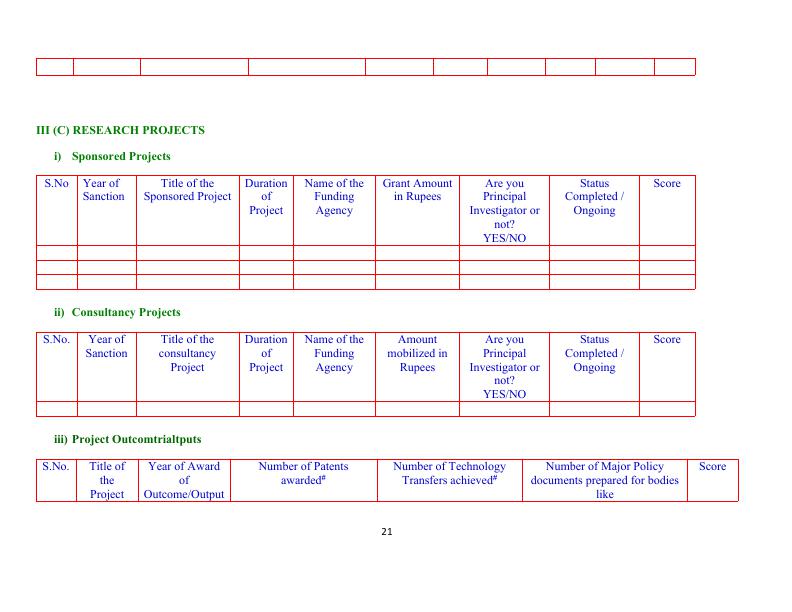 III (C) RESEARCH PROJECTS
i) Sponsored Projects
S.No Year of Title of the Duration Name of the Grant Amount Are you Status Score
Sanction Sponsored Project of Funding in Rupees Principal Completed /
Project Agency Investigator or Ongoing
not?
YES/NO
ii) Consultancy Projects
S.No. Year of Title of the Duration Name of the Amount Are you Status Score
Sanction consultancy of Funding mobilized in Principal Completed /
Project Project Agency Rupees Investigator or Ongoing
not?
YES/NO
iii) Project Outcomtrialtputs
S.No. Title of Year of Award Number of Patents Number of Technology Number of Major Policy Score
the of awarded# Transfers achieved# documents prepared for bodies
Project Outcome/Output like
21